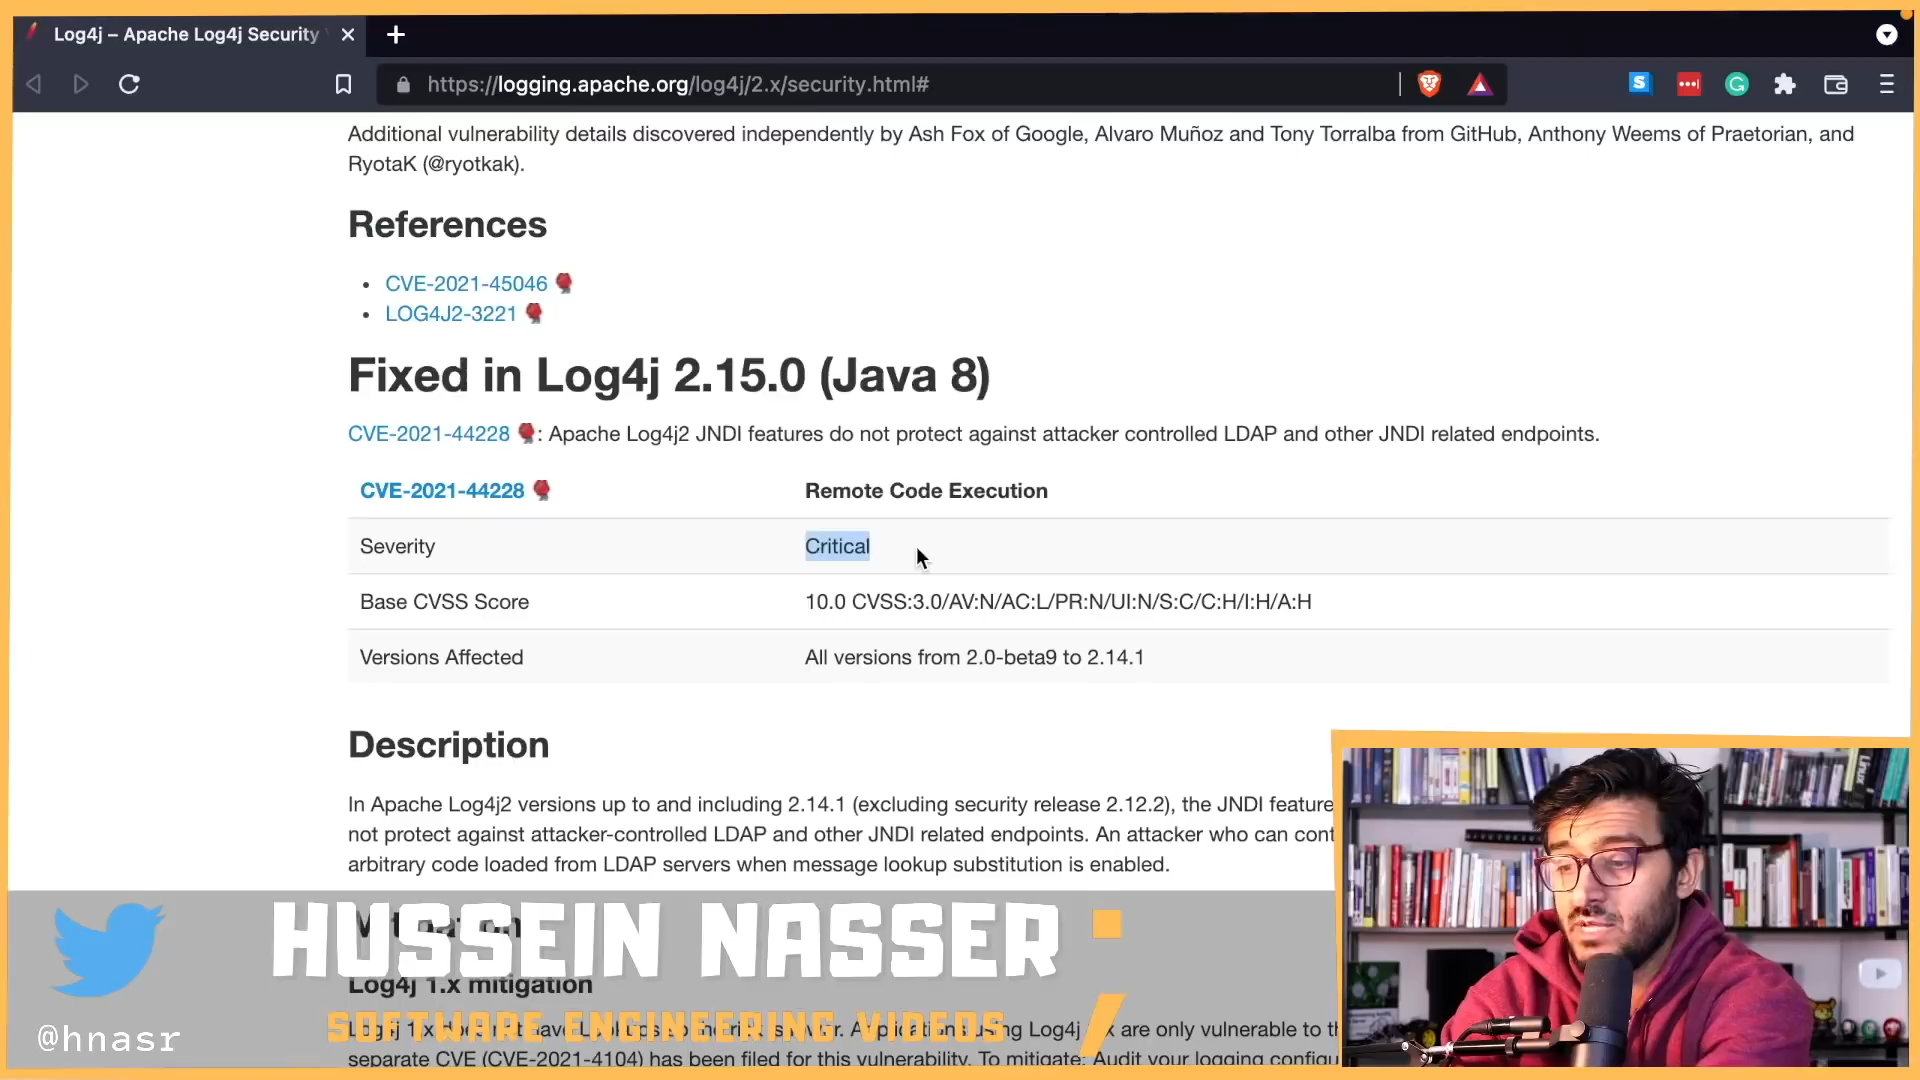 Log4j – Apache Log4j Security
https://logging.apache.org/log4j/2.x/security.html#
Additional vulnerability details discovered independently by Ash Fox of Google, Alvaro Muñoz and Tony Torralba from GitHub, Anthony Weems of Praetorian, and
RyotaK (@ryotkak).
References
• CVE-2021-45046
• LOG4J2-3221
Fixed in Log4j 2.15.0 (Java 8)
CVE-2021-44228 : Apache Log4j2 JNDI features do not protect against attacker controlled LDAP and other JNDI related endpoints.
CVE-2021-44228 Remote Code Execution
Severity Critical
Base CVSS Score 10.0 CVSS:3.0/AV:N/AC:L/PR:N/UI:N/S:C/C:H/I:H/A:H
Versions Affected All versions from 2.0-beta9 to 2.14.1
Description
In Apache Log4j2 versions up to and including 2.14.1 (excluding security release 2.12.2), the JNDI feature
not protect against attacker-controlled LDAP and other JNDI related endpoints. An attacker who can cont
arbitrary code loaded from LDAP servers when message lookup substitution is enabled.
HUSSEIN NASSER
Log4j 1.x mitigation
SOFTWARE ENGINEERING VIDEOS
@hnasr
are only vulnerable to th
separate CVE (CVE-2021-4104) has been filed for this vulnerability. To mitigate: Audit your logging configu
Linux